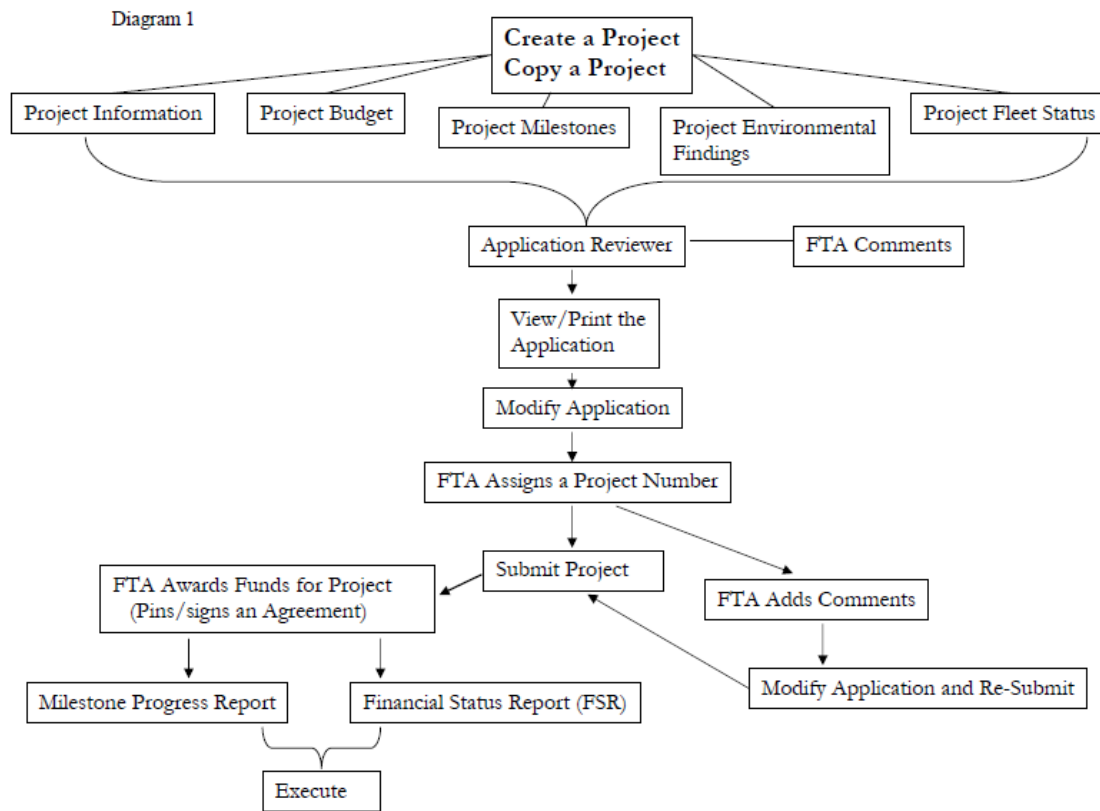 Diagram 1
Create a Project
Copy a Project
Project Information
Project Budget
Project Milestones
Project Environmental
Findings
Project Fleet Status
Application Reviewer
FTA Comments
View/Print the
Application
Modify Application
FTA Assigns a Project Number
Submit Project
FTA Awards Funds for Project
(Pins/signs an Agreement)
FTA Adds Comments
Milestone Progress Report
Financial Status Report (FSR)
Modify Application and Re-Submit
Execute